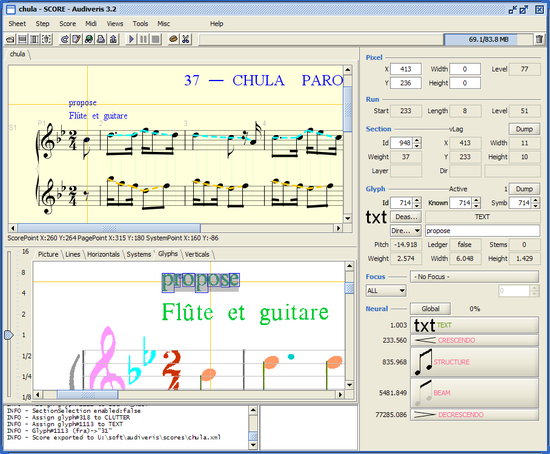 chula - SCORE - Audiveris 3.2
Sheet Step Score Midi Views Tools Misc Help
69.1/83.8 MB
chula
37 — CHULA PARO
propose
Flûte et guitare
S1 P1 2 3 4
ScorePoint X:260 Y:264 PagePoint X:315 Y:180 SystemPoint X:160 Y:-86
Picture Lines Horizontals Systems Glyphs Verticals
16
8
4
2
1
1/2
1/4
1/8
propose
Flûte et guitare
INFO - SectionSelection enabled:false
INFO - Assign glyph#318 to CLUTTER
INFO - Assign glyph#1113 to TEXT
INFO - Glyph#1113 (fra)->"31"
INFO - Score exported to U:\soft\audiveris\scores\chula.xml
Pixel
X 413 Width 0 Level 77
Y 236 Height 0
Run
Start 233 Length 8 Level 51
Section vLag Dump
Id 948 X 413 Width 11
Weight 37 Y 233 Height 10
Layer Dir
Glyph Active 1 Dump
Id 714 Known 714 Symb 714
txt Deas... TEXT
Dire... propose
Pitch -14.918 Ledger false Stems 0
Weight 2.574 Width 6.048 Height 1.429
Focus - No Focus -
ALL 0
Neural Global 0%
1.003 txt TEXT
233.560 CRESCENDO
835.968 STRUCTURE
5481.849 BEAM
77285.086 DECRESCENDO